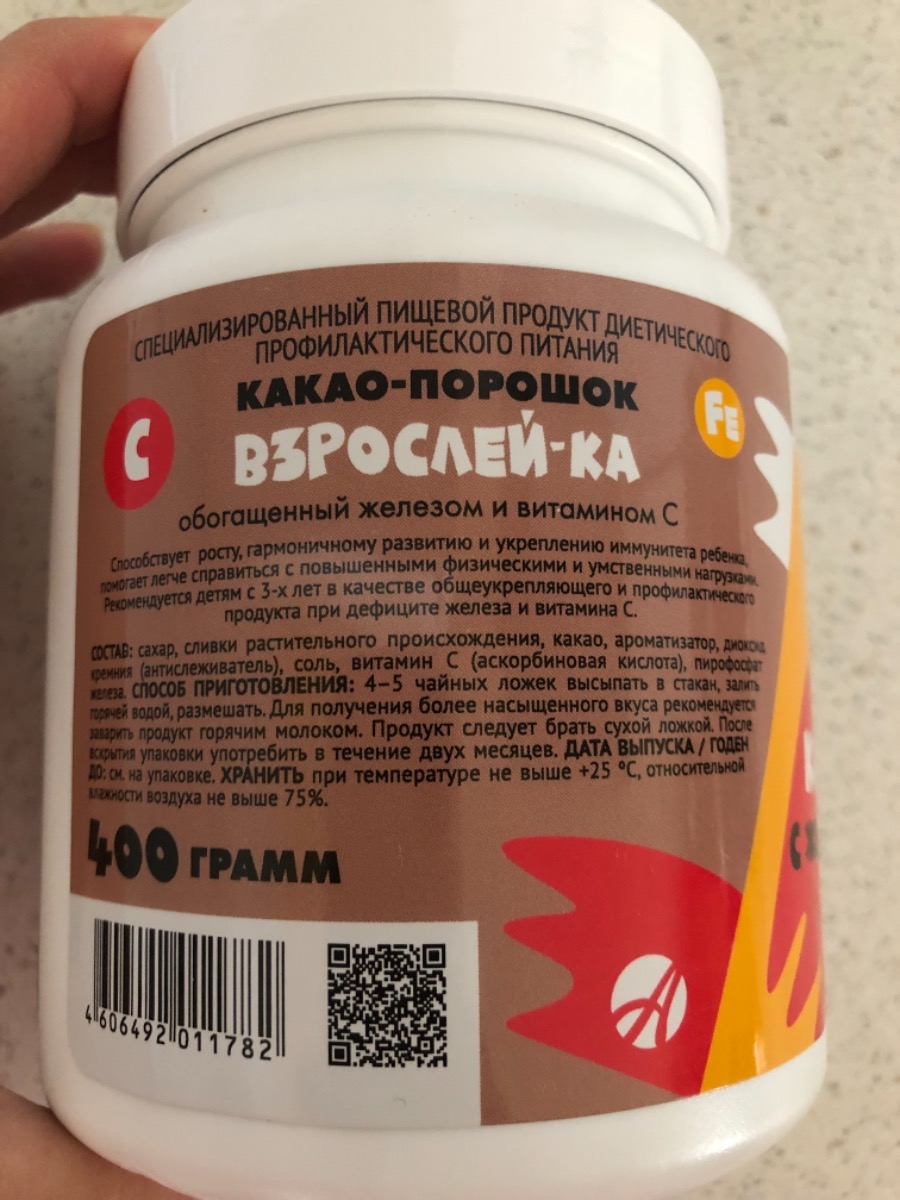 СПЕЦИАЛИЗИРОВАННЫЙ ПИЩЕВОЙ ПРОДУКТ ДИЕТИЧЕСКОГО
ПРОФИЛАКТИЧЕСКОГО ПИТАНИЯ
КАКАО-ПОРОШОК
C
ВЗРОСЛЕЙ-КА
FE
обогащенный железом и витамином С
Способствует росту, гармоничному развитию и укреплению иммунитета ребенка,
помогает легче справиться с повышенными физическими и умственными нагрузками.
Рекомендуется детям с 3-х лет в качестве общеукрепляющего и профилактического
продукта при дефиците железа и витамина С.
СОСТАВ: сахар, сливки растительного происхождения, какао, ароматизатор, диоксид
кремния (антислеживатель), соль, витамин С (аскорбиновая кислота), пирофосфат
железа. СПОСОБ ПРИГОТОВЛЕНИЯ: 4–5 чайных ложек высыпать в стакан, залить
горячей водой, размешать. Для получения более насыщенного вкуса рекомендуется
заварить продукт горячим молоком. Продукт следует брать сухой ложкой. После
вскрытия упаковки употребить в течение двух месяцев. ДАТА ВЫПУСКА / ГОДЕН
ДО: см. на упаковке. ХРАНИТЬ при температуре не выше +25 °С, относительной
влажности воздуха не выше 75%.
400 ГРАММ
4 606492 011782